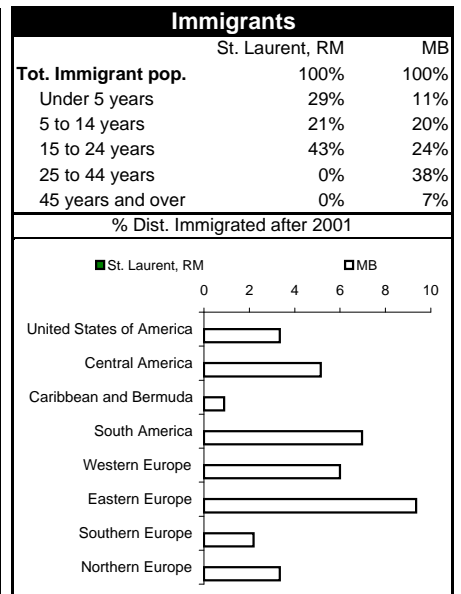 Immigrants
St. Laurent, RM MB
Tot. Immigrant pop. 100% 100%
Under 5 years 29% 11%
5 to 14 years 21% 20%
15 to 24 years 43% 24%
25 to 44 years 0% 38%
45 years and over 0% 7%
% Dist. Immigrated after 2001
St. Laurent, RM MB
0 2 4 6 8 10
United States of America
Central America
Caribbean and Bermuda
South America
Western Europe
Eastern Europe
Southern Europe
Northern Europe